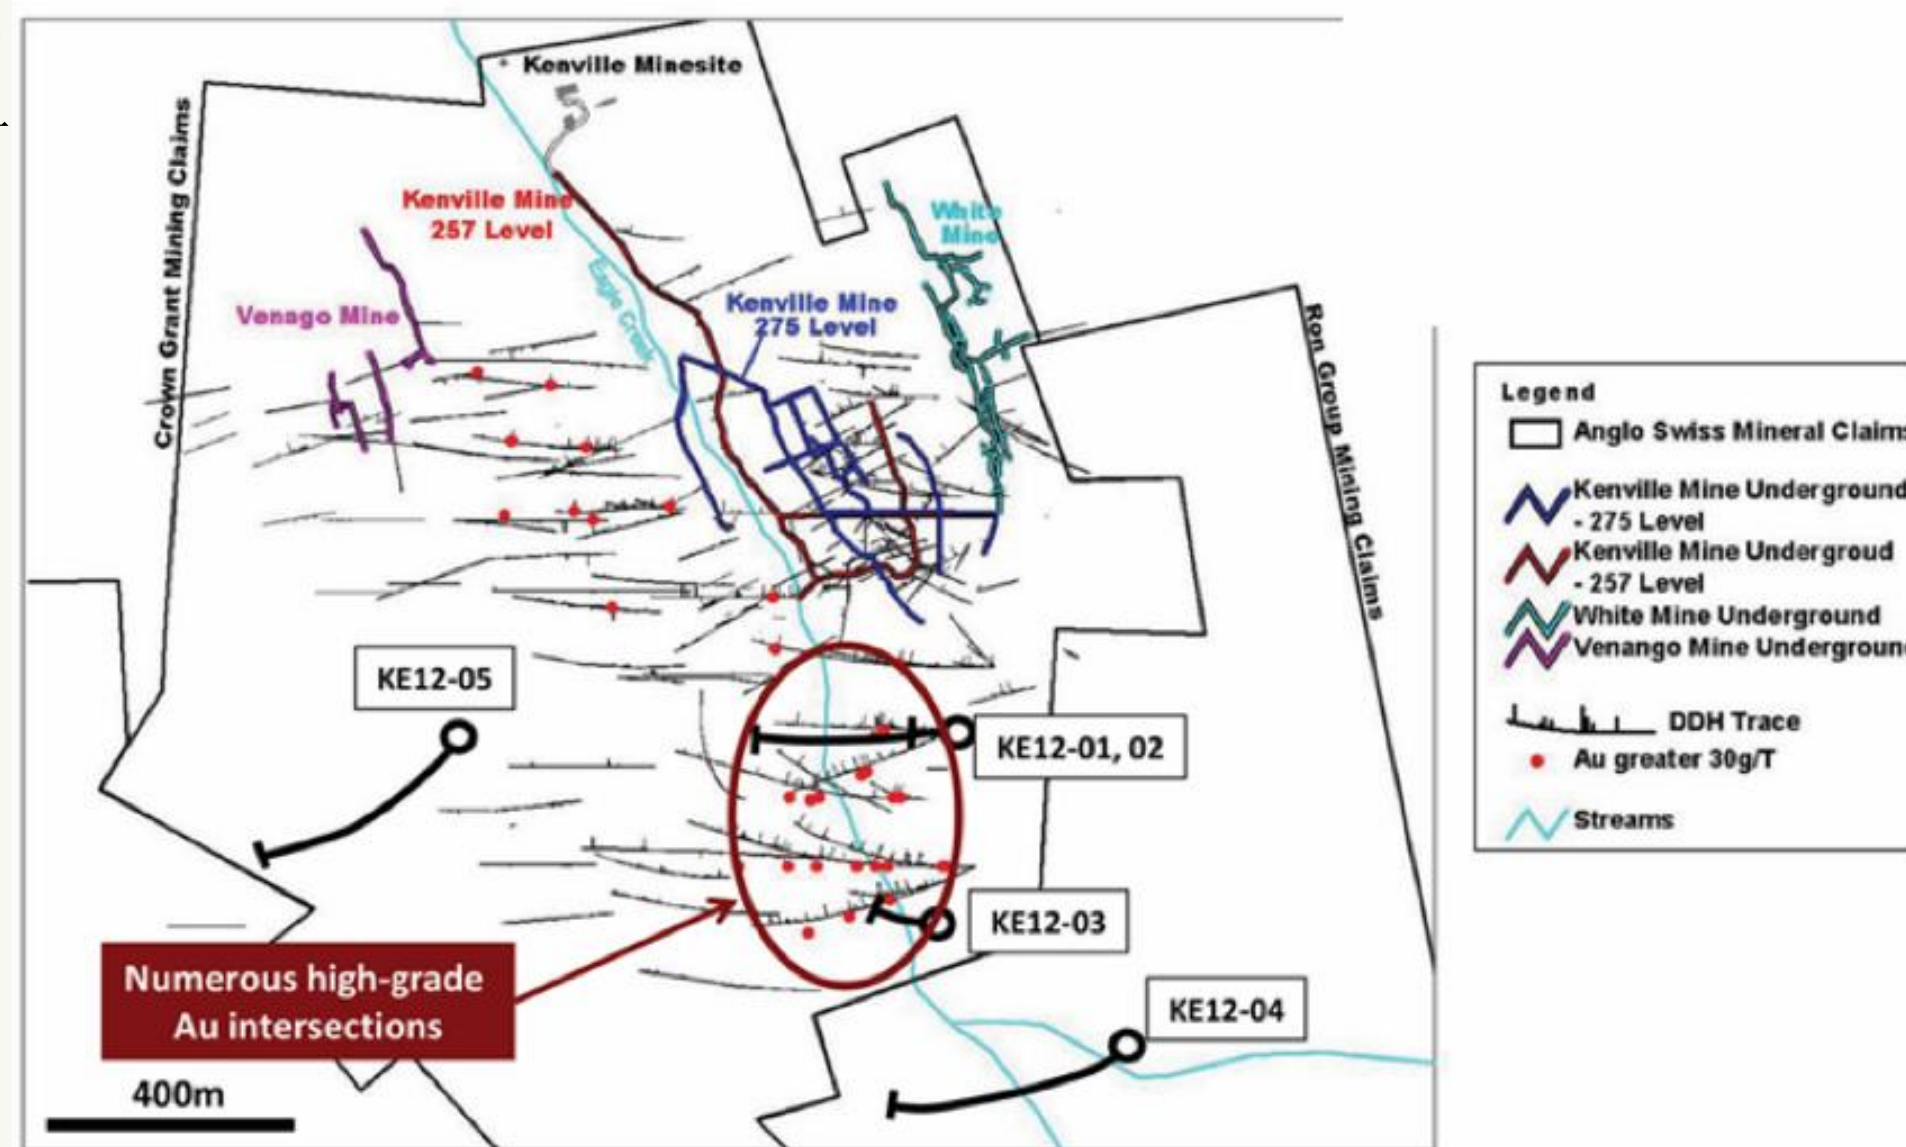 Kenville Minesite
Crown Grant Mining Claims
Kenville Mine
257 Level
White
Mine
Eagle Creek
Venago Mine
Kenville Mine
275 Level
Ron Group Mining Claims
KE12-05
KE12-01, 02
KE12-03
KE12-04
Numerous high-grade
Au intersections
400m
Legend
Anglo Swiss Mineral Claims
Kenville Mine Underground
- 275 Level
Kenville Mine Undergroud
- 257 Level
White Mine Underground
Venango Mine Underground
DDH Trace
Au greater 30g/T
Streams